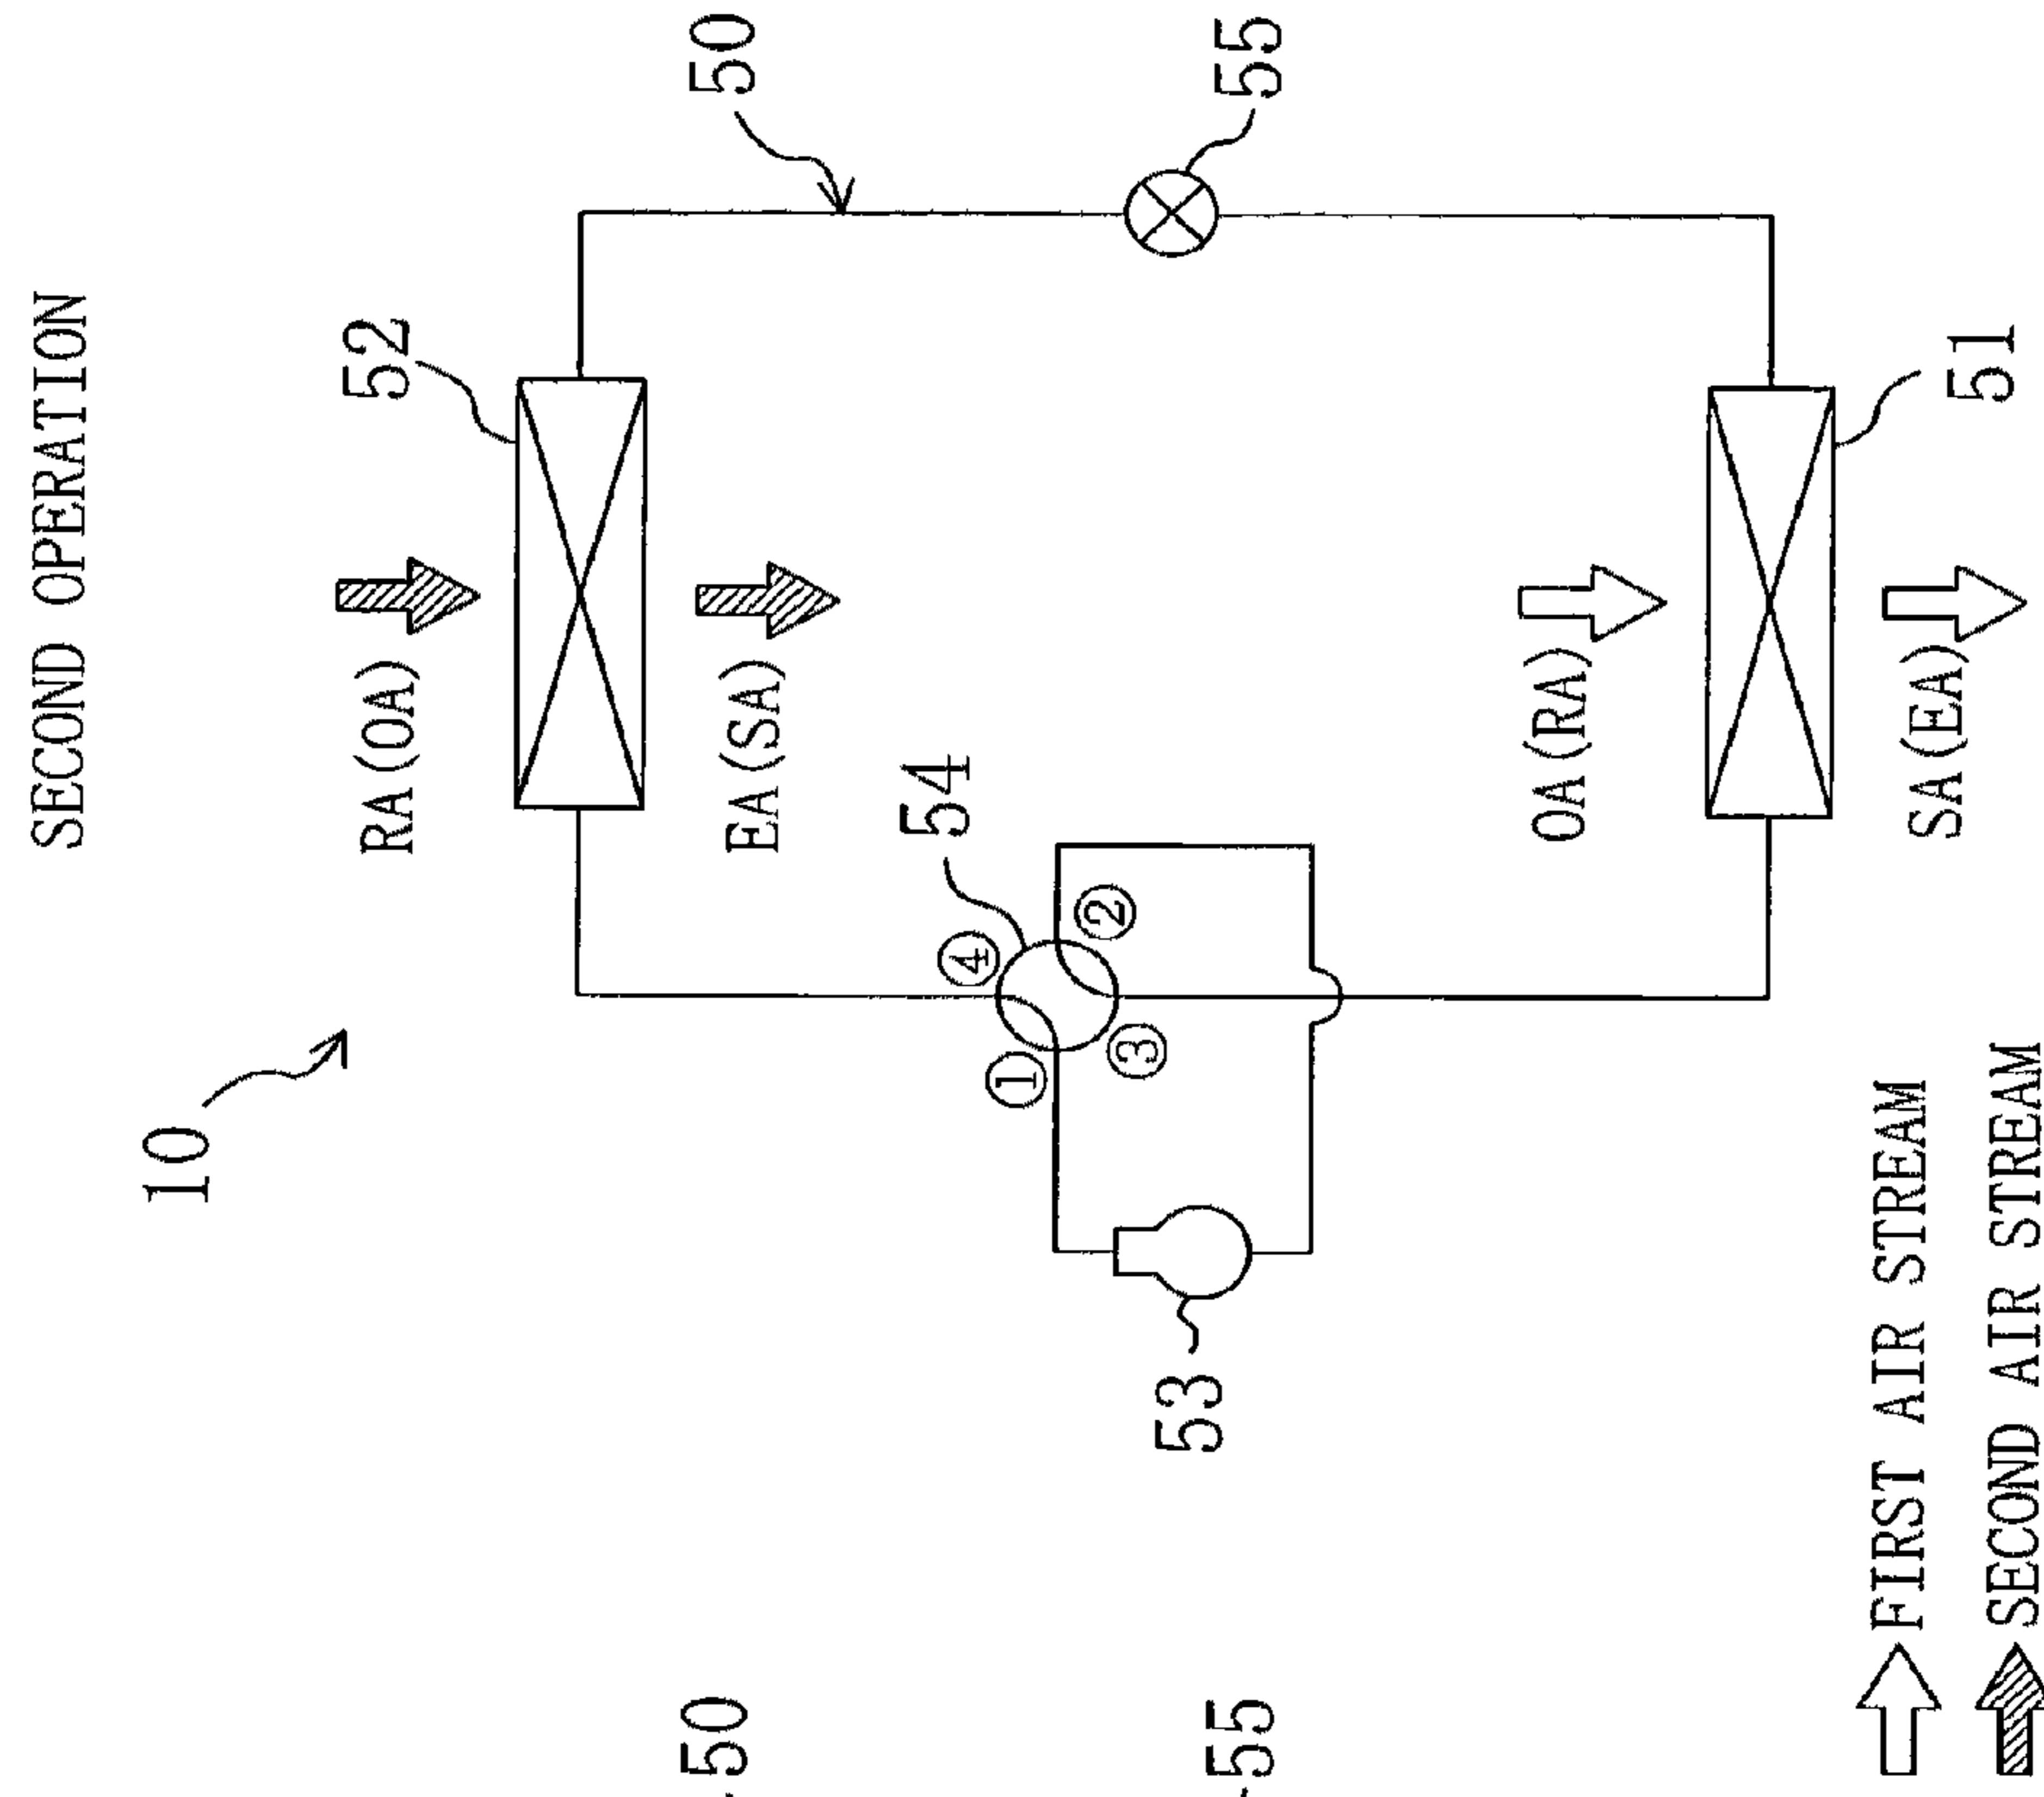 SECOND OPERATION
10
RA(OA)
52
EA(SA)
50
54
④
①
②
③
53
55
OA(RA)
SA(EA)
51
FIRST AIR STREAM
SECOND AIR STREAM
50
55